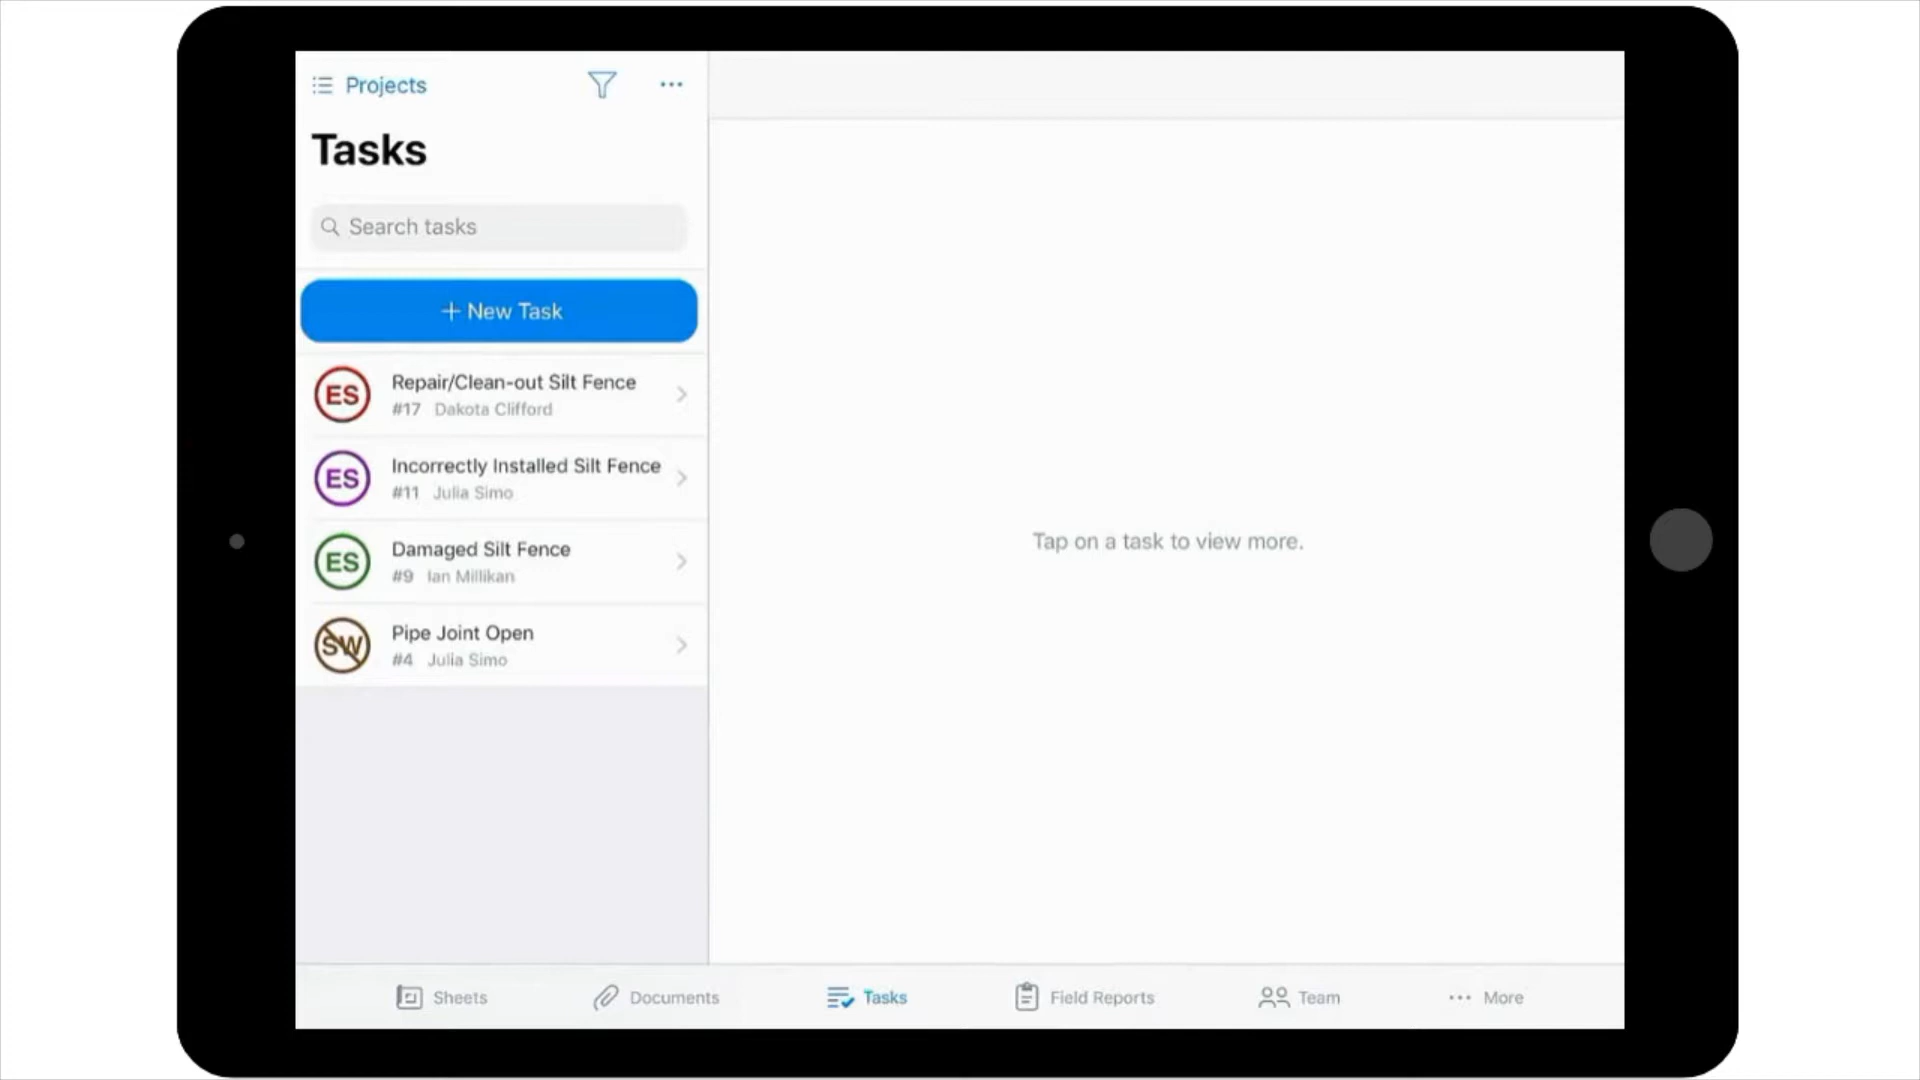 Projects
Tasks
Search tasks
+ New Task
ES
Repair/Clean-out Silt Fence
#17 Dakota Clifford
ES
Incorrectly Installed Silt Fence
#11 Julia Simo
ES
Damaged Silt Fence
#9 Ian Millikan
SW
Pipe Joint Open
#4 Julia Simo
Tap on a task to view more.
Sheets
Documents
Tasks
Field Reports
Team
More